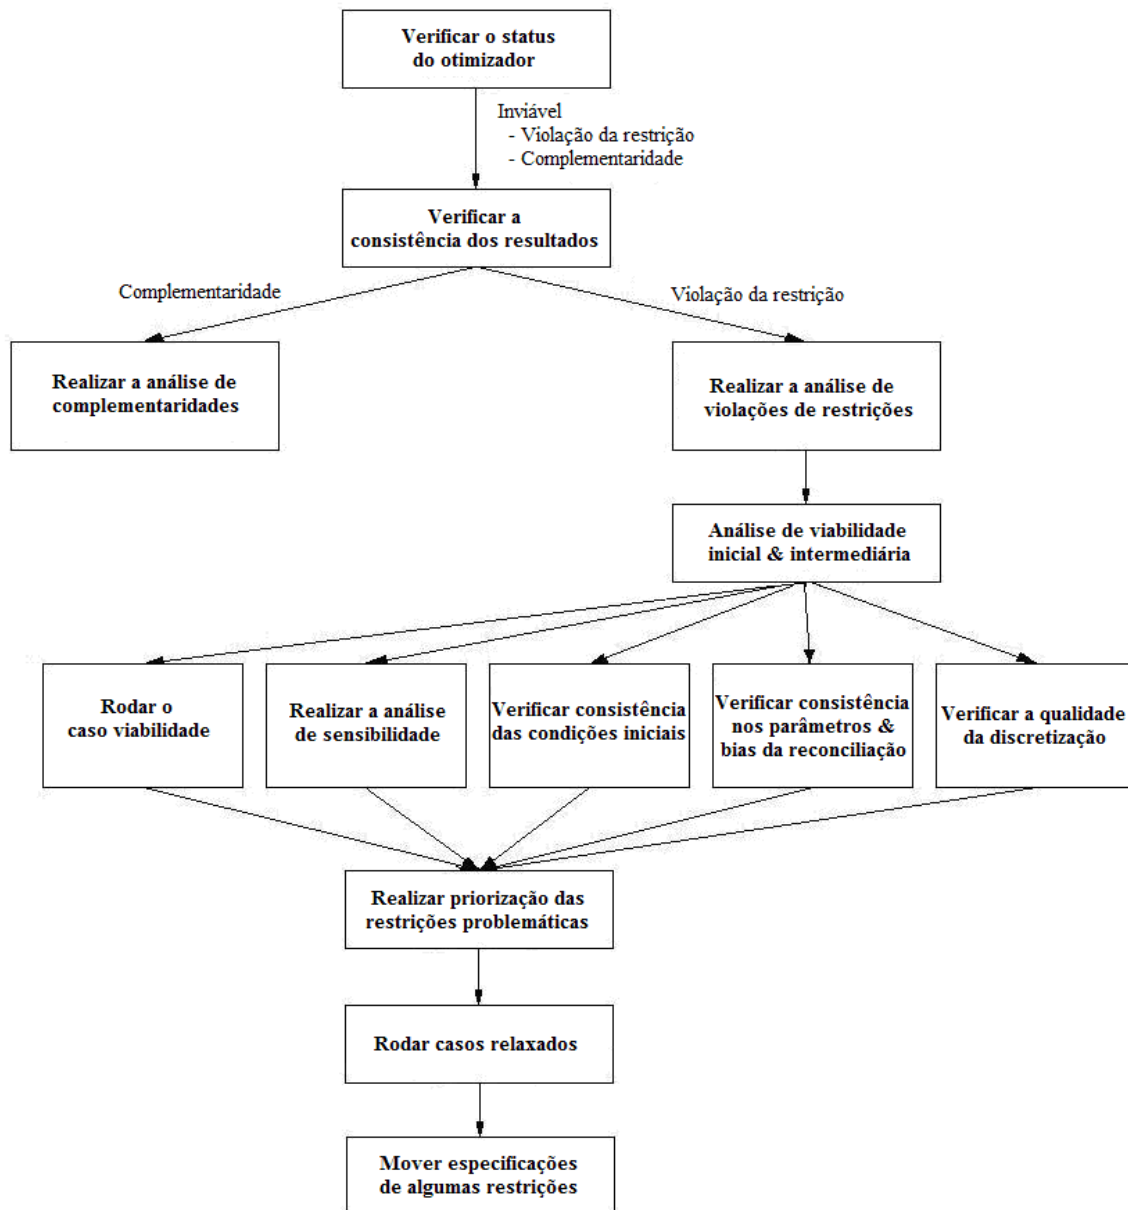 Verificar o status
do otimizador
Inviável
- Violação da restrição
- Complementaridade
Verificar a
consistência dos resultados
Complementaridade
Violação da restrição
Realizar a análise de
complementaridades
Realizar a análise de
violações de restrições
Análise de viabilidade
inicial & intermediária
Rodar o
caso viabilidade
Realizar a análise
de sensibilidade
Verificar consistência
das condições iniciais
Verificar consistência
nos parâmetros &
bias da reconciliação
Verificar a qualidade
da discretização
Realizar priorização das
restrições problemáticas
Rodar casos relaxados
Mover especificações
de algumas restrições